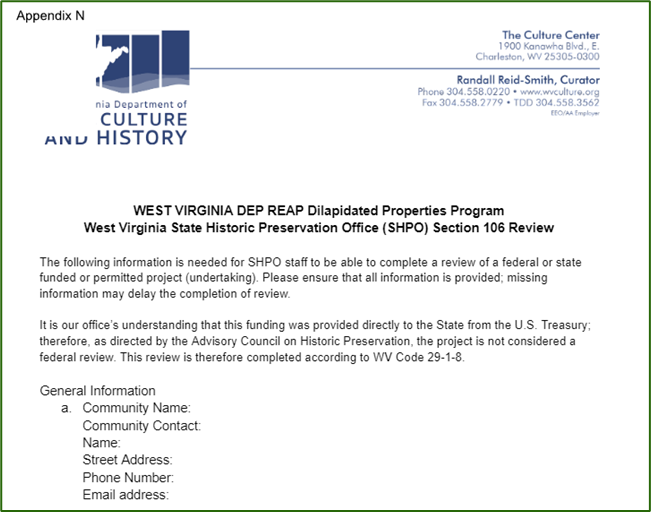 Appendix N
The Culture Center
1900 Kanawha Blvd., E.
Charleston, WV 25305-0300
Randall Reid-Smith, Curator
Phone 304.558.0220 • www.wvculture.org
Fax 304.558.2779 • TDD 304.558.3562
EEO/AA Employer
nia Department of
CULTURE
AND HISTORY
WEST VIRGINIA DEP REAP Dilapidated Properties Program
West Virginia State Historic Preservation Office (SHPO) Section 106 Review
The following information is needed for SHPO staff to be able to complete a review of a federal or state
funded or permitted project (undertaking). Please ensure that all information is provided; missing
information may delay the completion of review.
It is our office's understanding that this funding was provided directly to the State from the U.S. Treasury;
therefore, as directed by the Advisory Council on Historic Preservation, the project is not considered a
federal review. This review is therefore completed according to WV Code 29-1-8.
General Information
a. Community Name:
Community Contact:
Name:
Street Address:
Phone Number:
Email address: